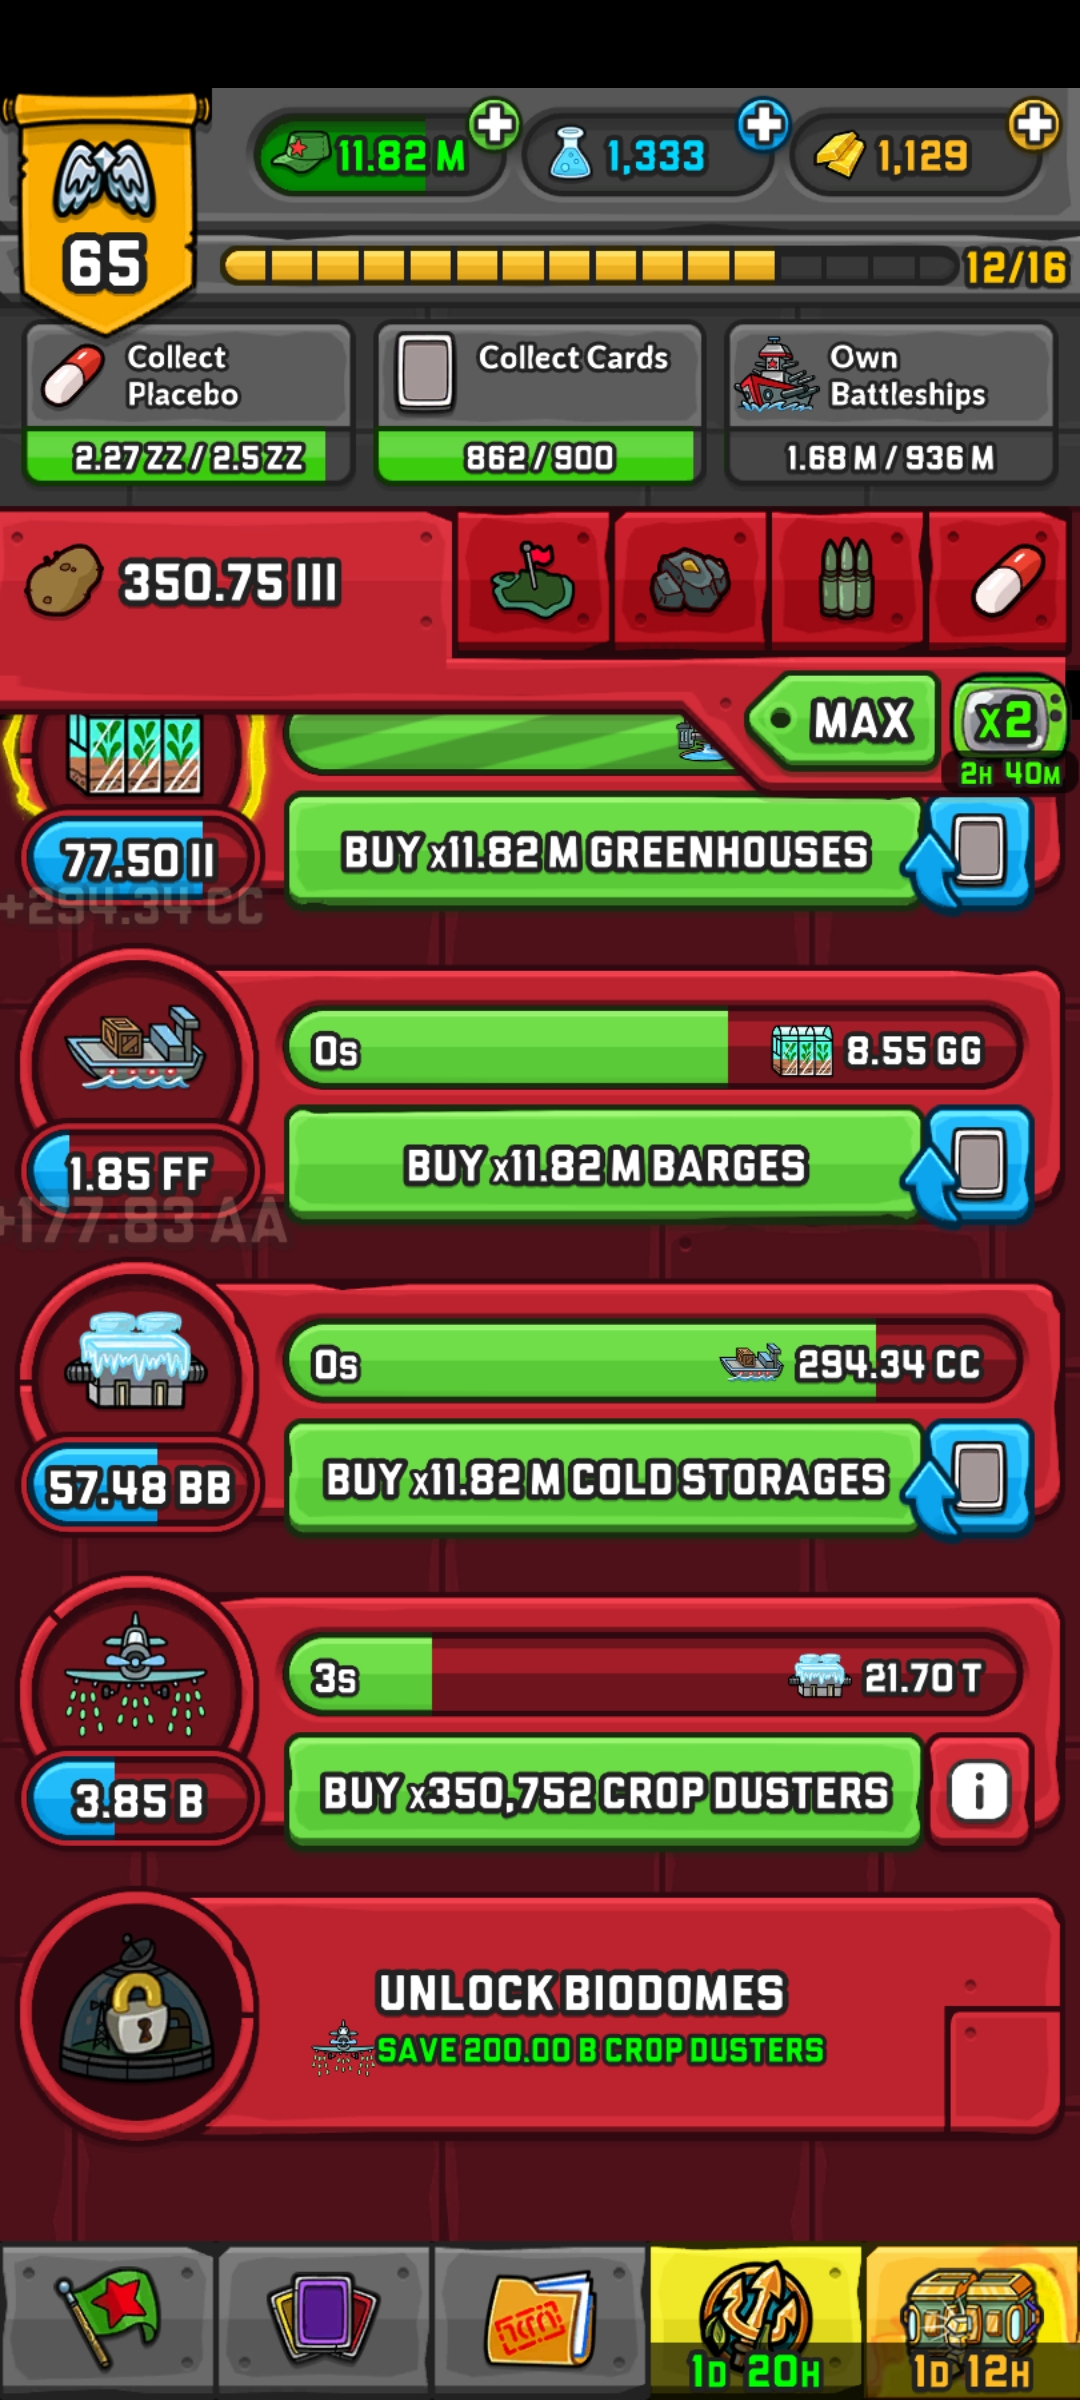 11.82 M
1,333
1,129
65
12/16
Collect
Placebo
Collect Cards
Own
Battleships
2.27 ZZ / 2.5 ZZ
862 / 900
1.68 M / 936 M
350.75 III
MAX
x2
2H 40M
77.50 II
BUY x11.82 M GREENHOUSES
+294.34 CC
0s
8.55 GG
1.85 FF
BUY x11.82 M BARGES
+177.83 AA
0s
294.34 CC
57.48 BB
BUY x11.82 M COLD STORAGES
3s
21.70 T
3.85 B
BUY x350,752 CROP DUSTERS
i
UNLOCK BIODOMES
SAVE 200.00 B CROP DUSTERS
1D 20H
1D 12H